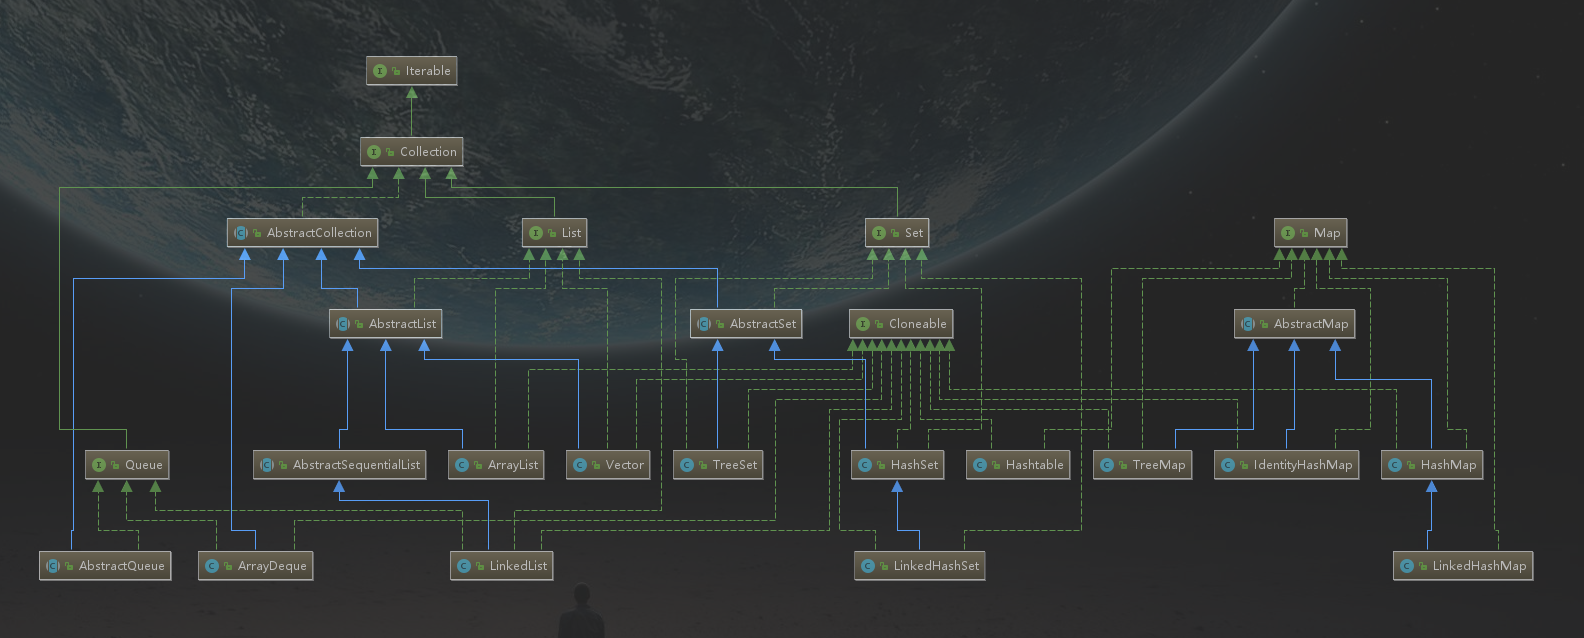 Iterable
Collection
AbstractCollection
List
Set
Map
AbstractList
AbstractSet
Cloneable
AbstractMap
Queue
AbstractSequentialList
ArrayList
Vector
TreeSet
HashSet
Hashtable
TreeMap
IdentityHashMap
HashMap
AbstractQueue
ArrayDeque
LinkedList
LinkedHashSet
LinkedHashMap